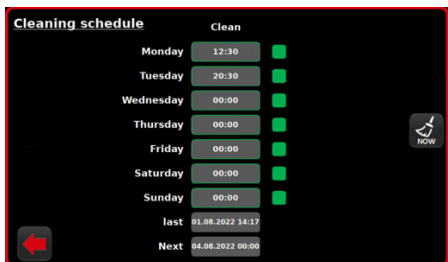 Cleaning schedule Clean
Monday 12:30
Tuesday 20:30
Wednesday 00:00
Thursday 00:00
NOW
Friday 00:00
Saturday 00:00
Sunday 00:00
last 01.08.2022 14:17
Next 04.08.2022 00:00